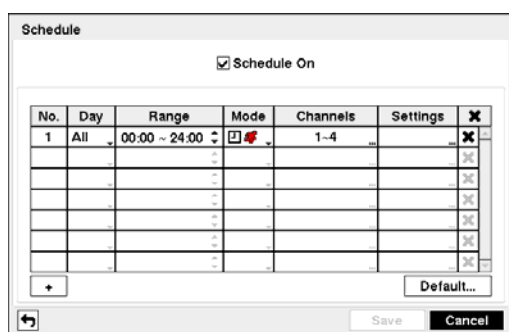 Schedule
Schedule On
No. Day Range Mode Channels Settings
1 All 00:00 ~ 24:00 1~4 ...
+ Default...
Save Cancel